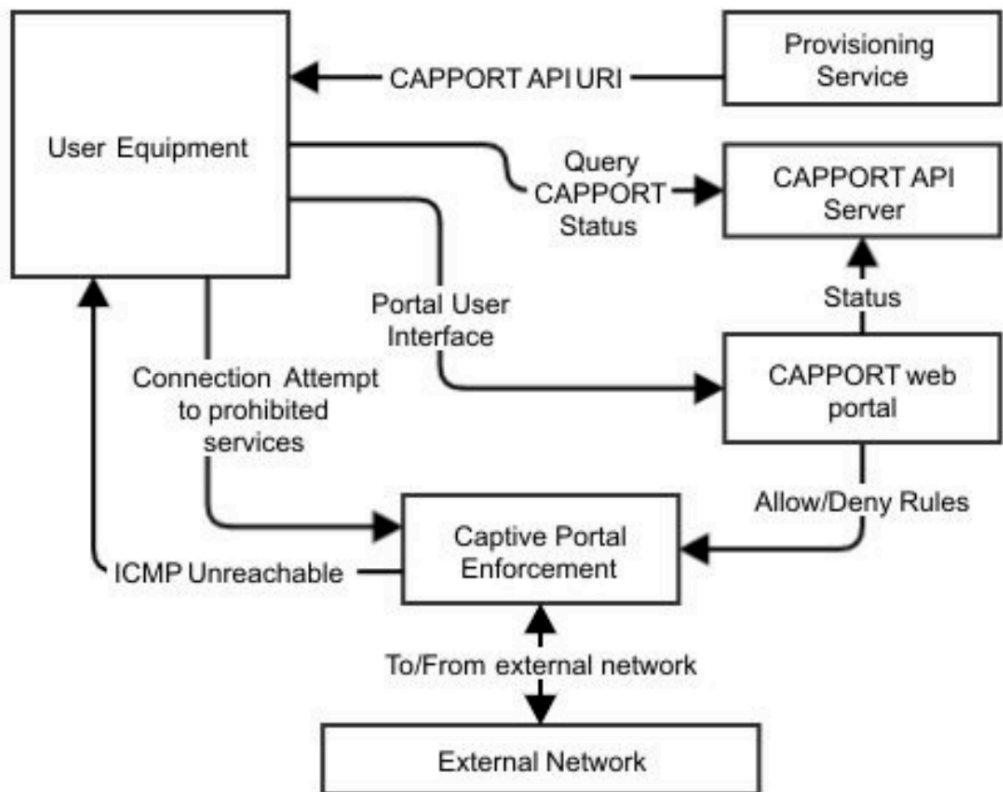 Provisioning
Service
CAPPORT API URI
User Equipment
Query
CAPPORT
Status
CAPPORT API
Server
Status
Portal User
Interface
CAPPORT web
portal
Connection Attempt
to prohibited
services
Allow/Deny Rules
Captive Portal
Enforcement
ICMP Unreachable
To/From external network
External Network